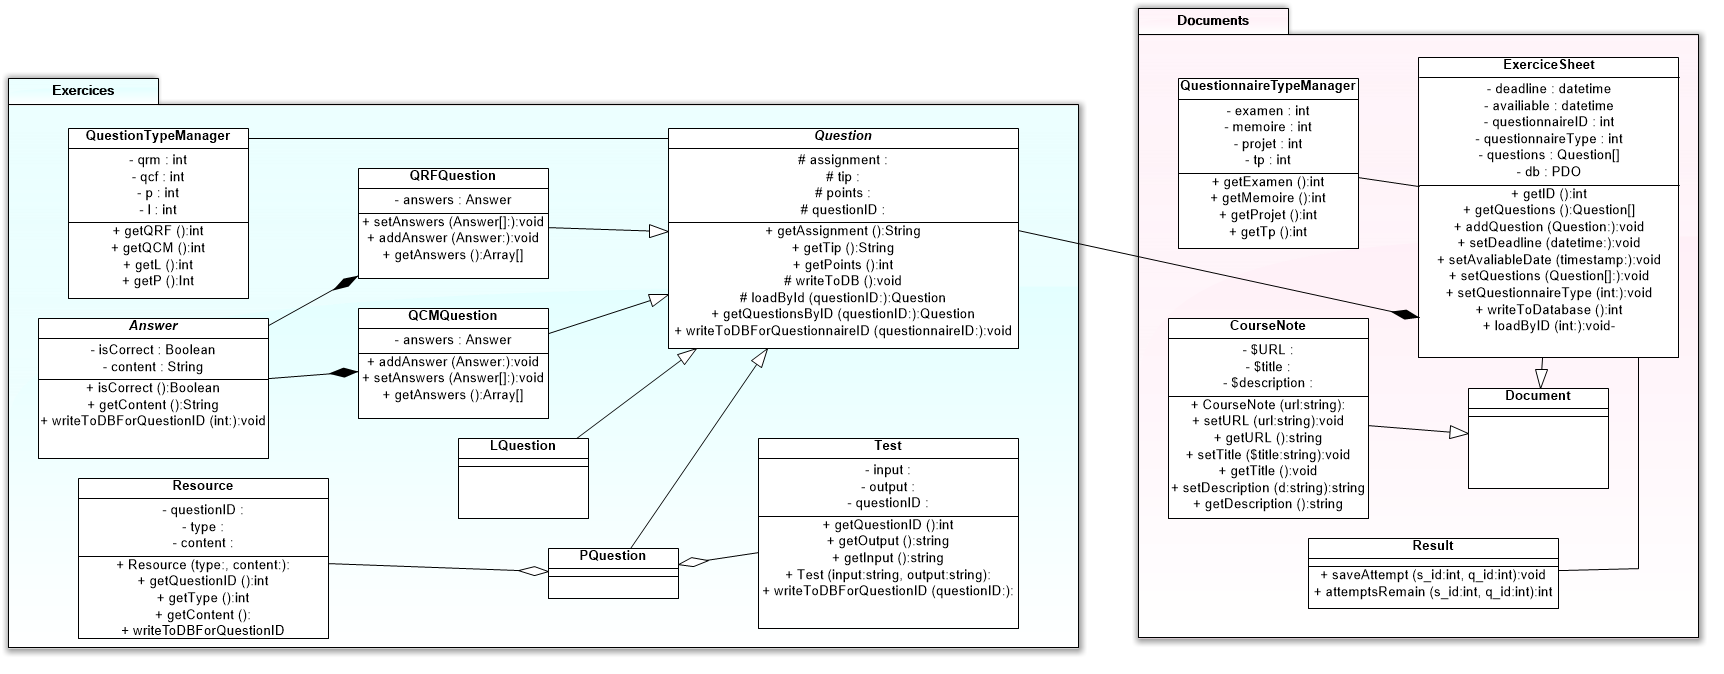 Exercices
QuestionTypeManager
- qrm : int
- qcf : int
- p : int
- l : int
+ getQRF ():int
+ getQCM ():int
+ getL ():int
+ getP ():Int
QRFQuestion
- answers : Answer
+ setAnswers (Answer[]:):void
+ addAnswer (Answer:):void
+ getAnswers ():Array[]
Question
# assignment :
# tip :
# points :
# questionID :
+ getAssignment ():String
+ getTip ():String
+ getPoints ():int
# writeToDB ():void
# loadById (questionID:):Question
+ getQuestionsByID (questionID:):Question
+ writeToDBForQuestionnaireID (questionnaireID:):void
Answer
- isCorrect : Boolean
- content : String
+ isCorrect ():Boolean
+ getContent ():String
+ writeToDBForQuestionID (int:):void
QCMQuestion
- answers : Answer
+ addAnswer (Answer:):void
+ setAnswers (Answer[]:):void
+ getAnswers ():Array[]
LQuestion
Test
- input :
- output :
- questionID :
+ getQuestionID ():int
+ getOutput ():string
+ getInput ():string
+ Test (input:string, output:string):
+ writeToDBForQuestionID (questionID:):
Resource
- questionID :
- type :
- content :
+ Resource (type:, content:):
+ getQuestionID ():int
+ getType ():int
+ getContent ():
+ writeToDBForQuestionID
PQuestion
Documents
QuestionnaireTypeManager
- examen : int
- memoire : int
- projet : int
- tp : int
+ getExamen ():int
+ getMemoire ():int
+ getProjet ():int
+ getTp ():int
ExerciceSheet
- deadline : datetime
- availiable : datetime
- questionnaireID : int
- questionnaireType : int
- questions : Question[]
- db : PDO
+ getID ():int
+ getQuestions ():Question[]
+ addQuestion (Question:):void
+ setDeadline (datetime:):void
+ setAvaliableDate (timestamp:):void
+ setQuestions (Question[]:):void
+ setQuestionnaireType (int:):void
+ writeToDatabase ():int
+ loadByID (int:):void-
CourseNote
- $URL :
- $title :
- $description :
+ CourseNote (url:string):
+ setURL (url:string):void
+ getURL ():string
+ setTitle ($title:string):void
+ getTitle ():void
+ setDescription (d:string):string
+ getDescription ():string
Document
Result
+ saveAttempt (s_id:int, q_id:int):void
+ attemptsRemain (s_id:int, q_id:int):int